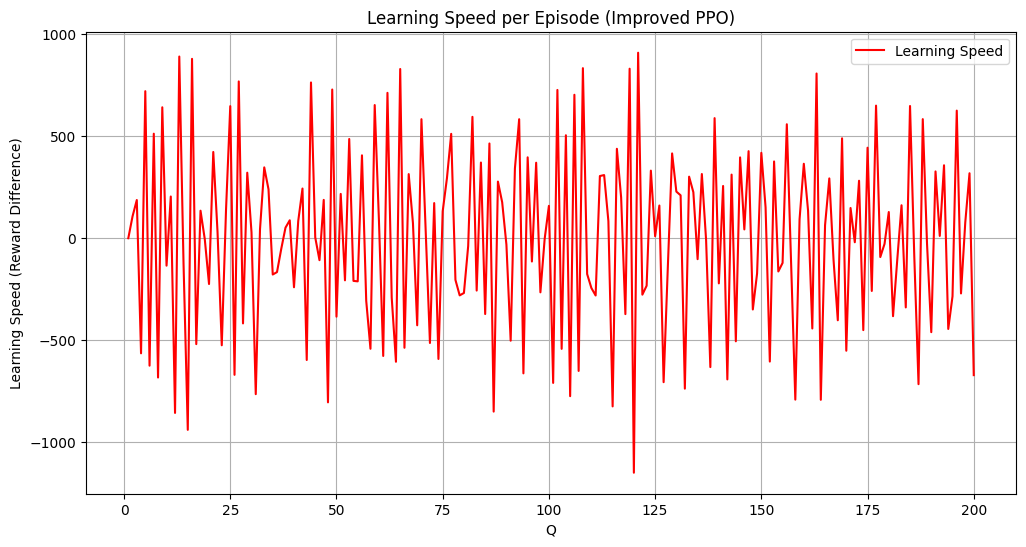 Learning Speed per Episode (Improved PPO)
Learning Speed
Learning Speed (Reward Difference)
1000
500
0
−500
−1000
0 25 50 75 100 125 150 175 200
Q